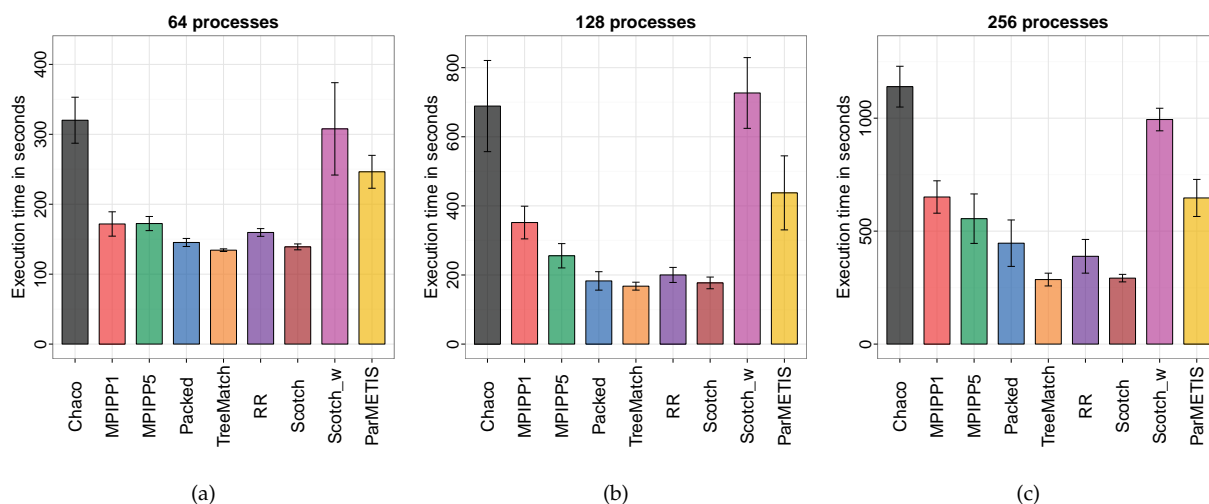 64 processes
Execution time in seconds
400
300
200
100
0
Chaco
MPIPP1
MPIPP5
Packed
TreeMatch
RR
Scotch
Scotch_w
ParMETIS
(a)
128 processes
Execution time in seconds
800
600
400
200
0
Chaco
MPIPP1
MPIPP5
Packed
TreeMatch
RR
Scotch
Scotch_w
ParMETIS
(b)
256 processes
Execution time in seconds
1000
500
0
Chaco
MPIPP1
MPIPP5
Packed
TreeMatch
RR
Scotch
Scotch_w
ParMETIS
(c)